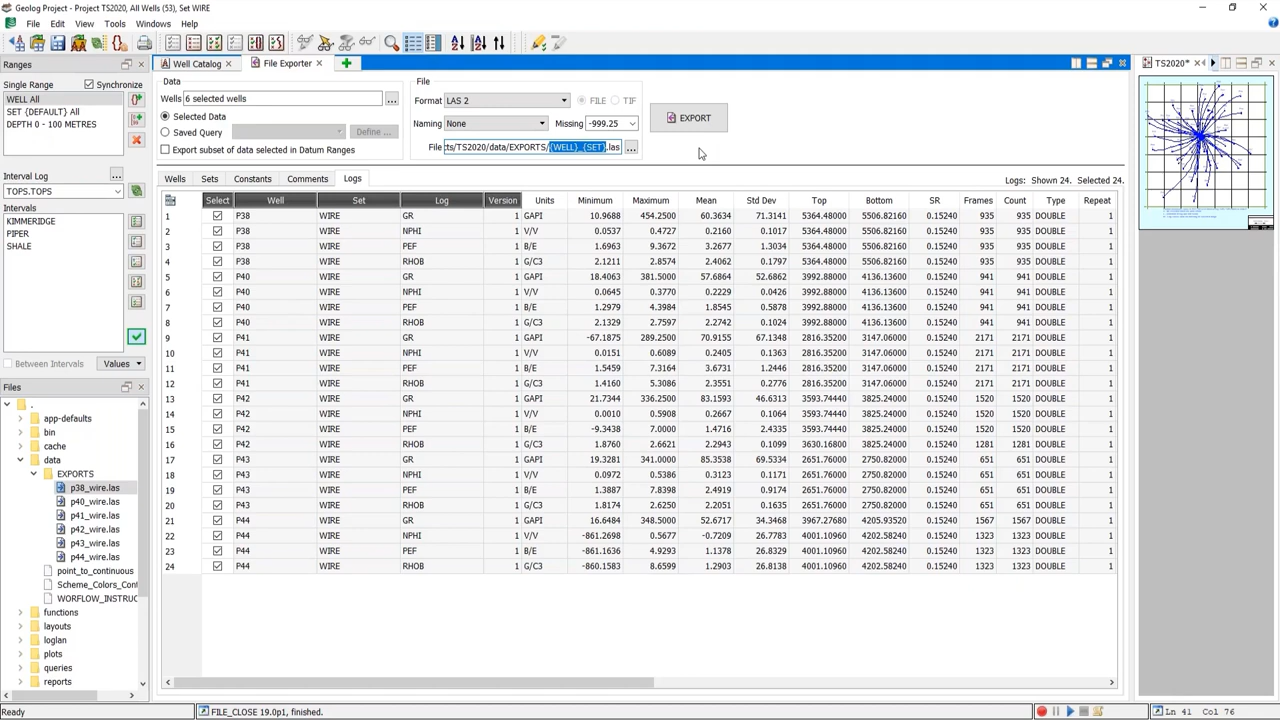 Geolog Project - Project TS2020, All Wells (53), Set WIRE
File Edit View Tools Windows Help
Ranges
Single Range Synchronize
WELL All
SET {DEFAULT} All
DEPTH 0 - 100 METRES
Interval Log ...
TOPS.TOPS
Intervals
KIMMERIDGE
PIPER
SHALE
Between Intervals Values
Files
.
app-defaults
bin
cache
data
EXPORTS
p38_wire.las
p40_wire.las
p41_wire.las
p42_wire.las
p43_wire.las
p44_wire.las
point_to_continuous
Scheme_Colors_Cont
WORFLOW_INSTRUC
functions
layouts
loglan
plots
queries
reports
Well Catalog File Exporter
TS2020*
Data
Wells 6 selected wells ...
Selected Data
Saved Query Define ...
Export subset of data selected in Datum Ranges
File
Format LAS 2 FILE TIF
Naming None Missing -999.25
File :ts/TS2020/data/EXPORTS/{WELL}_{SET}.las ...
EXPORT
Wells Sets Constants Comments Logs
Logs: Shown 24. Selected 24.
Select Well Set Log Version Units Minimum Maximum Mean Std Dev Top Bottom SR Frames Count Type Repeat
1 P38 WIRE GR 1 GAPI 10.9688 454.2500 60.3634 71.3141 5364.48000 5506.82160 0.15240 935 935 DOUBLE 1
2 P38 WIRE NPHI 1 V/V 0.0537 0.4727 0.2160 0.1017 5364.48000 5506.82160 0.15240 935 935 DOUBLE 1
3 P38 WIRE PEF 1 B/E 1.6963 9.3672 3.2677 1.3034 5364.48000 5506.82160 0.15240 935 935 DOUBLE 1
4 P38 WIRE RHOB 1 G/C3 2.1211 2.8574 2.4062 0.1797 5364.48000 5506.82160 0.15240 935 935 DOUBLE 1
5 P40 WIRE GR 1 GAPI 18.4063 381.5000 57.6864 52.6862 3992.88000 4136.13600 0.15240 941 941 DOUBLE 1
6 P40 WIRE NPHI 1 V/V 0.0645 0.3770 0.2229 0.0426 3992.88000 4136.13600 0.15240 941 941 DOUBLE 1
7 P40 WIRE PEF 1 B/E 1.2979 4.3984 1.8545 0.5878 3992.88000 4136.13600 0.15240 941 941 DOUBLE 1
8 P40 WIRE RHOB 1 G/C3 2.1329 2.7597 2.2742 0.1024 3992.88000 4136.13600 0.15240 941 941 DOUBLE 1
9 P41 WIRE GR 1 GAPI -67.1875 289.2500 70.9155 67.1348 2816.35200 3147.06000 0.15240 2171 2171 DOUBLE 1
10 P41 WIRE NPHI 1 V/V 0.0151 0.6089 0.2405 0.1363 2816.35200 3147.06000 0.15240 2171 2171 DOUBLE 1
11 P41 WIRE PEF 1 B/E 1.5459 7.3164 3.6731 1.2446 2816.35200 3147.06000 0.15240 2171 2171 DOUBLE 1
12 P41 WIRE RHOB 1 G/C3 1.4160 5.3086 2.3551 0.2776 2816.35200 3147.06000 0.15240 2171 2171 DOUBLE 1
13 P42 WIRE GR 1 GAPI 21.7344 336.2500 83.1593 46.6313 3593.74440 3825.24000 0.15240 1520 1520 DOUBLE 1
14 P42 WIRE NPHI 1 V/V 0.0010 0.5908 0.2667 0.1064 3593.74440 3825.24000 0.15240 1520 1520 DOUBLE 1
15 P42 WIRE PEF 1 B/E -9.3438 7.0000 1.4716 2.4335 3593.74440 3825.24000 0.15240 1520 1520 DOUBLE 1
16 P42 WIRE RHOB 1 G/C3 1.8760 2.6621 2.2943 0.1099 3630.16800 3825.24000 0.15240 1281 1281 DOUBLE 1
17 P43 WIRE GR 1 GAPI 19.3281 341.0000 85.3538 69.5334 2651.76000 2750.82000 0.15240 651 651 DOUBLE 1
18 P43 WIRE NPHI 1 V/V 0.0972 0.5386 0.3123 0.1171 2651.76000 2750.82000 0.15240 651 651 DOUBLE 1
19 P43 WIRE PEF 1 B/E 1.3887 7.8398 2.4919 0.9174 2651.76000 2750.82000 0.15240 651 651 DOUBLE 1
20 P43 WIRE RHOB 1 G/C3 1.8174 2.6250 2.2051 0.1635 2651.76000 2750.82000 0.15240 651 651 DOUBLE 1
21 P44 WIRE GR 1 GAPI 16.6484 348.5000 52.6717 34.3468 3967.27680 4205.93520 0.15240 1567 1567 DOUBLE 1
22 P44 WIRE NPHI 1 V/V -861.2698 0.5677 -0.7209 26.7783 4001.10960 4202.58240 0.15240 1323 1323 DOUBLE 1
23 P44 WIRE PEF 1 B/E -861.1636 4.9293 1.1378 26.8329 4001.10960 4202.58240 0.15240 1323 1323 DOUBLE 1
24 P44 WIRE RHOB 1 G/C3 -860.1583 8.6599 1.2903 26.8138 4001.10960 4202.58240 0.15240 1323 1323 DOUBLE 1
Ready FILE_CLOSE 19.0p1, finished. Ln 41 Col 76